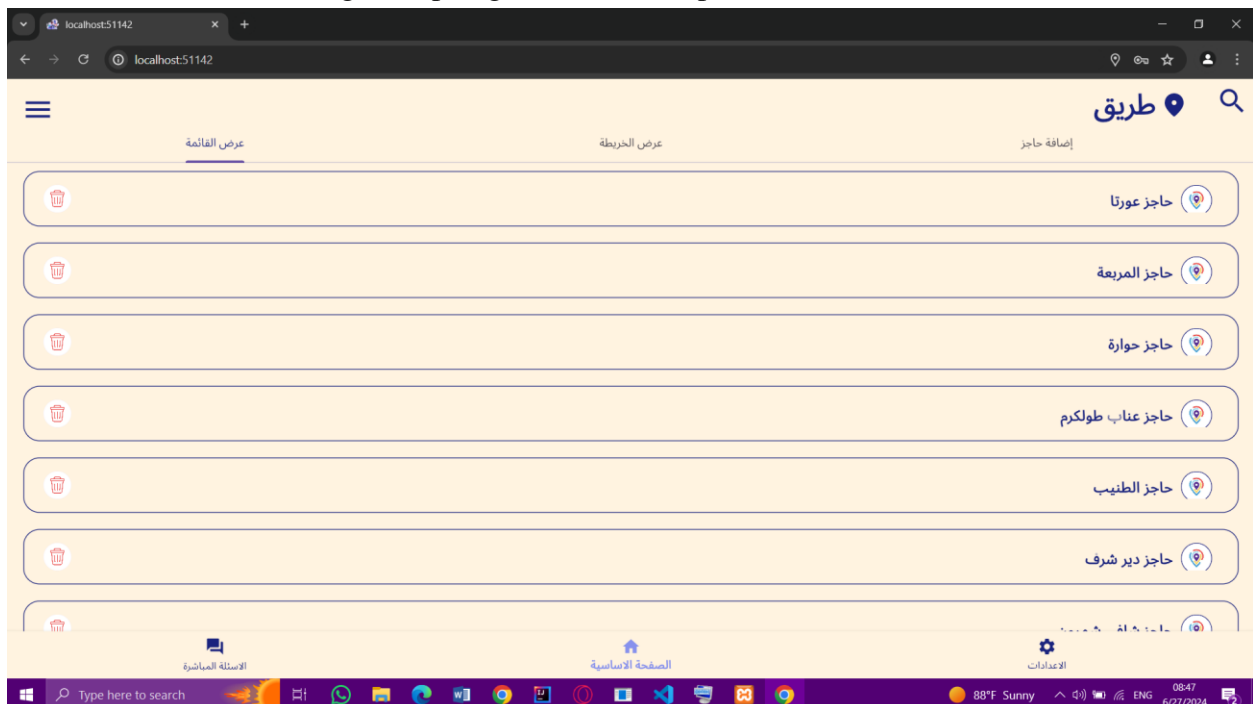 localhost:51142
localhost:51142
طريق
إضافة حاجز
عرض الخريطة
عرض القائمة
حاجز عورتا
حاجز المربعة
حاجز حوارة
حاجز عناب طولكرم
حاجز الطنيب
حاجز دير شرف
الاعدادات
الصفحة الاساسية
الاسئلة المباشرة
Type here to search
88°F Sunny
ENG
08:47
6/27/2024